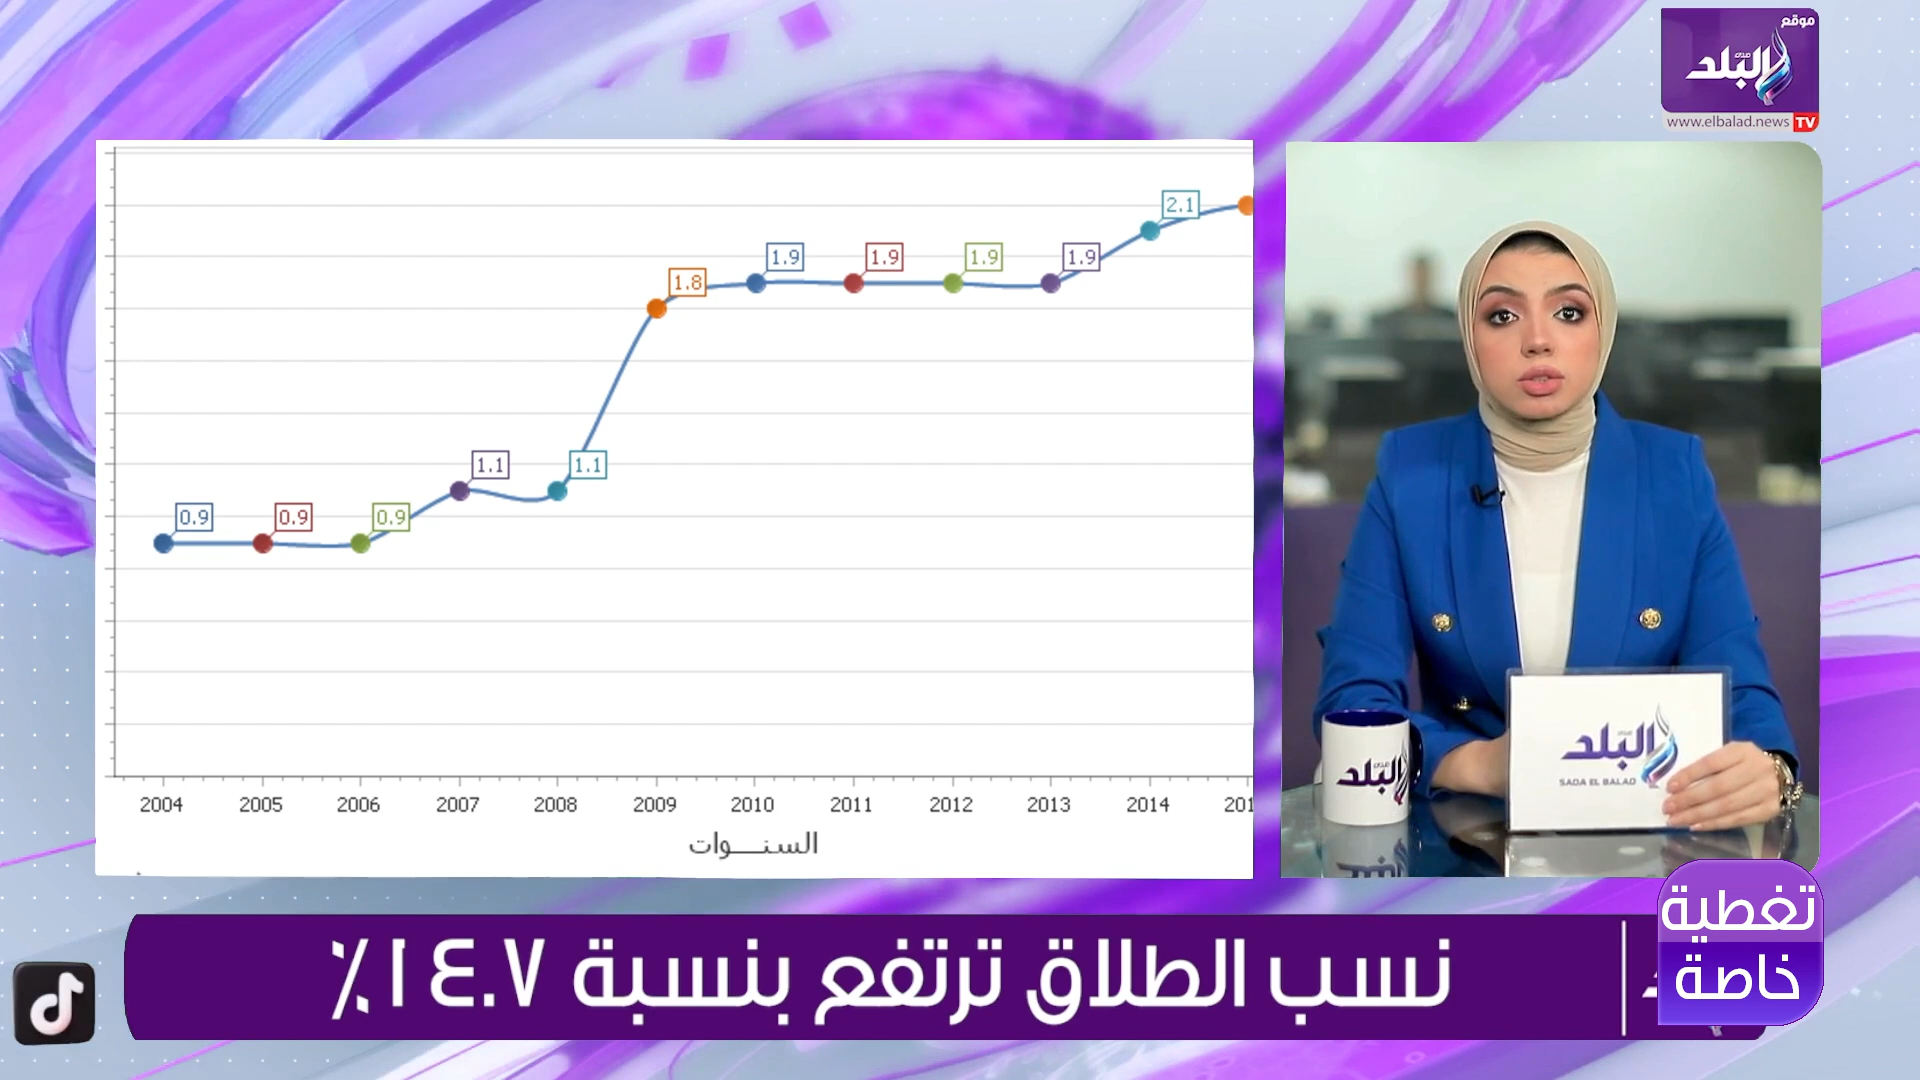 موقع
صدى
البلد
www.elbalad.news TV
2.1
1.9 1.9 1.9 1.9
1.8
1.1 1.1
0.9 0.9 0.9
2004 2005 2006 2007 2008 2009 2010 2011 2012 2013 2014 201
السنـــوات
صدى
البلد
صدى
البلد
SADA EL BALAD
تغطية
خاصة
نسب الطلاق ترتفع بنسبة ١٤.٧٪